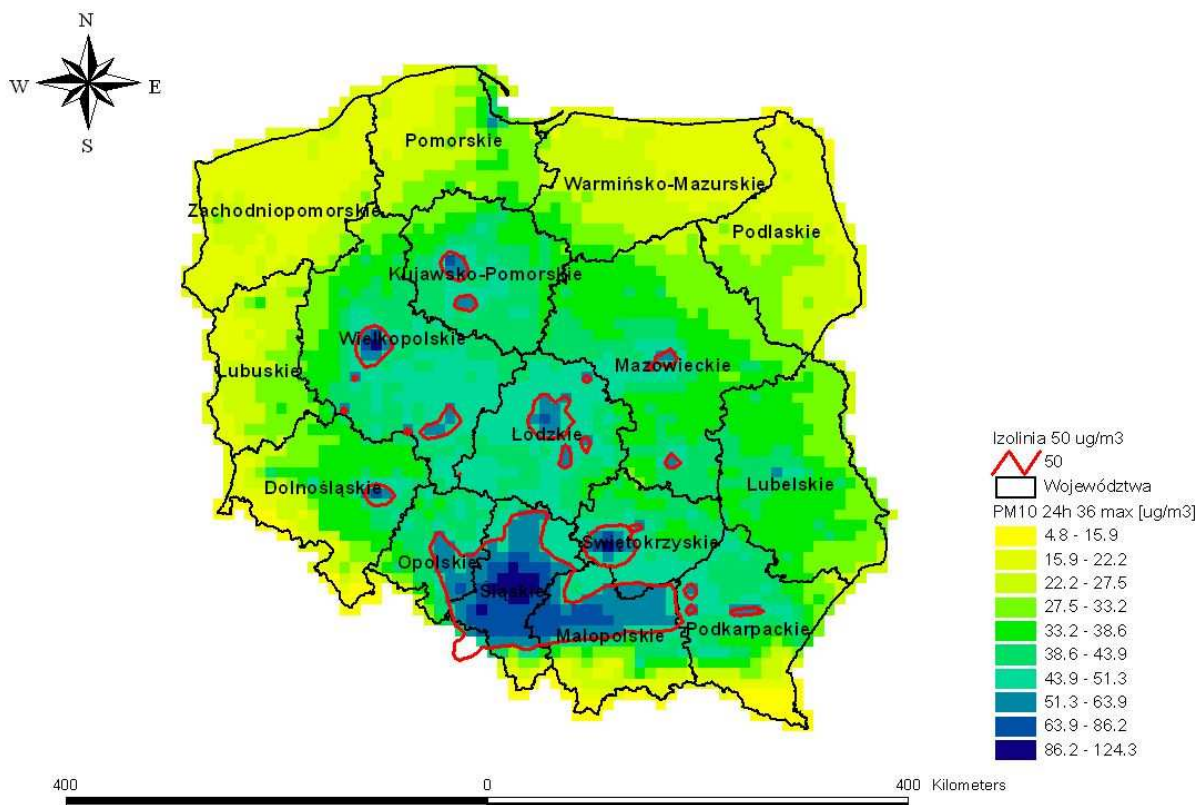 N
W E
S
Pomorskie
Warmińsko-Mazurskie
Zachodniopomorskie
Podlaskie
Kujawsko-Pomorskie
Wielkopolskie
Mazowieckie
Lubuskie
Łódzkie
Dolnośląskie
Lubelskie
Świętokrzyskie
Opolskie
Śląskie
Małopolskie
Podkarpackie
Izolinia 50 ug/m3
50
Województwa
PM10 24h 36 max [ug/m3]
4.8 - 15.9
15.9 - 22.2
22.2 - 27.5
27.5 - 33.2
33.2 - 38.6
38.6 - 43.9
43.9 - 51.3
51.3 - 63.9
63.9 - 86.2
86.2 - 124.3
400 0 400 Kilometers